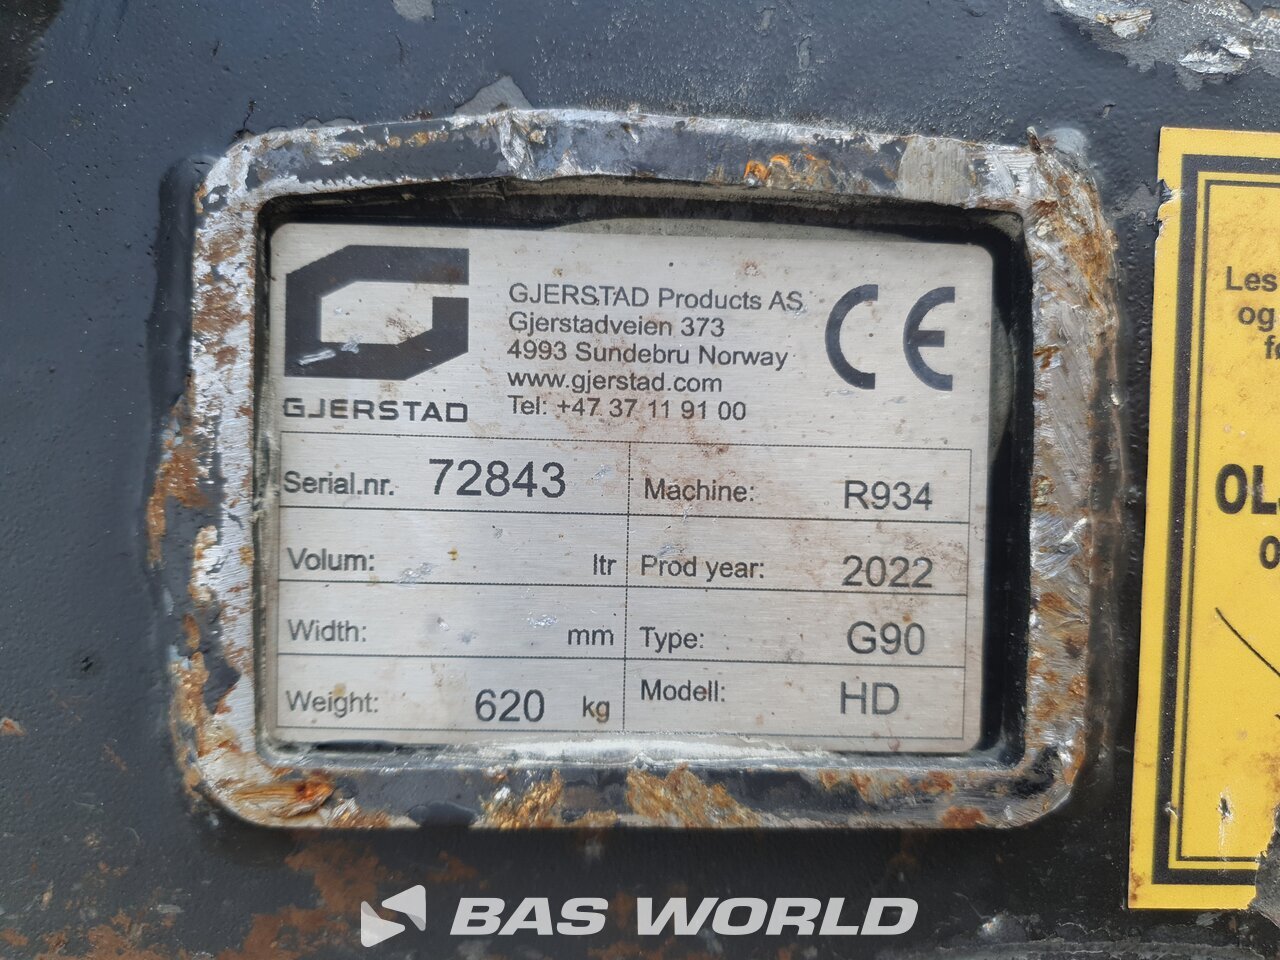 GJERSTAD
GJERSTAD Products AS
Gjerstadveien 373
4993 Sundebru Norway
www.gjerstad.com
Tel: +47 37 11 91 00
CE
Serial.nr. 72843 Machine: R934
Volum: ltr Prod year: 2022
Width: mm Type: G90
Weight: 620 kg Modell: HD
Les
og
BAS WORLD